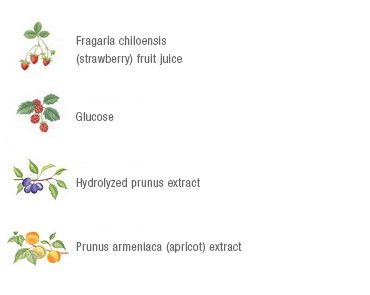 Fragaria chiloensis
(strawberry) fruit juice
Glucose
Hydrolyzed prunus extract
Prunus armeniaca (apricot) extract